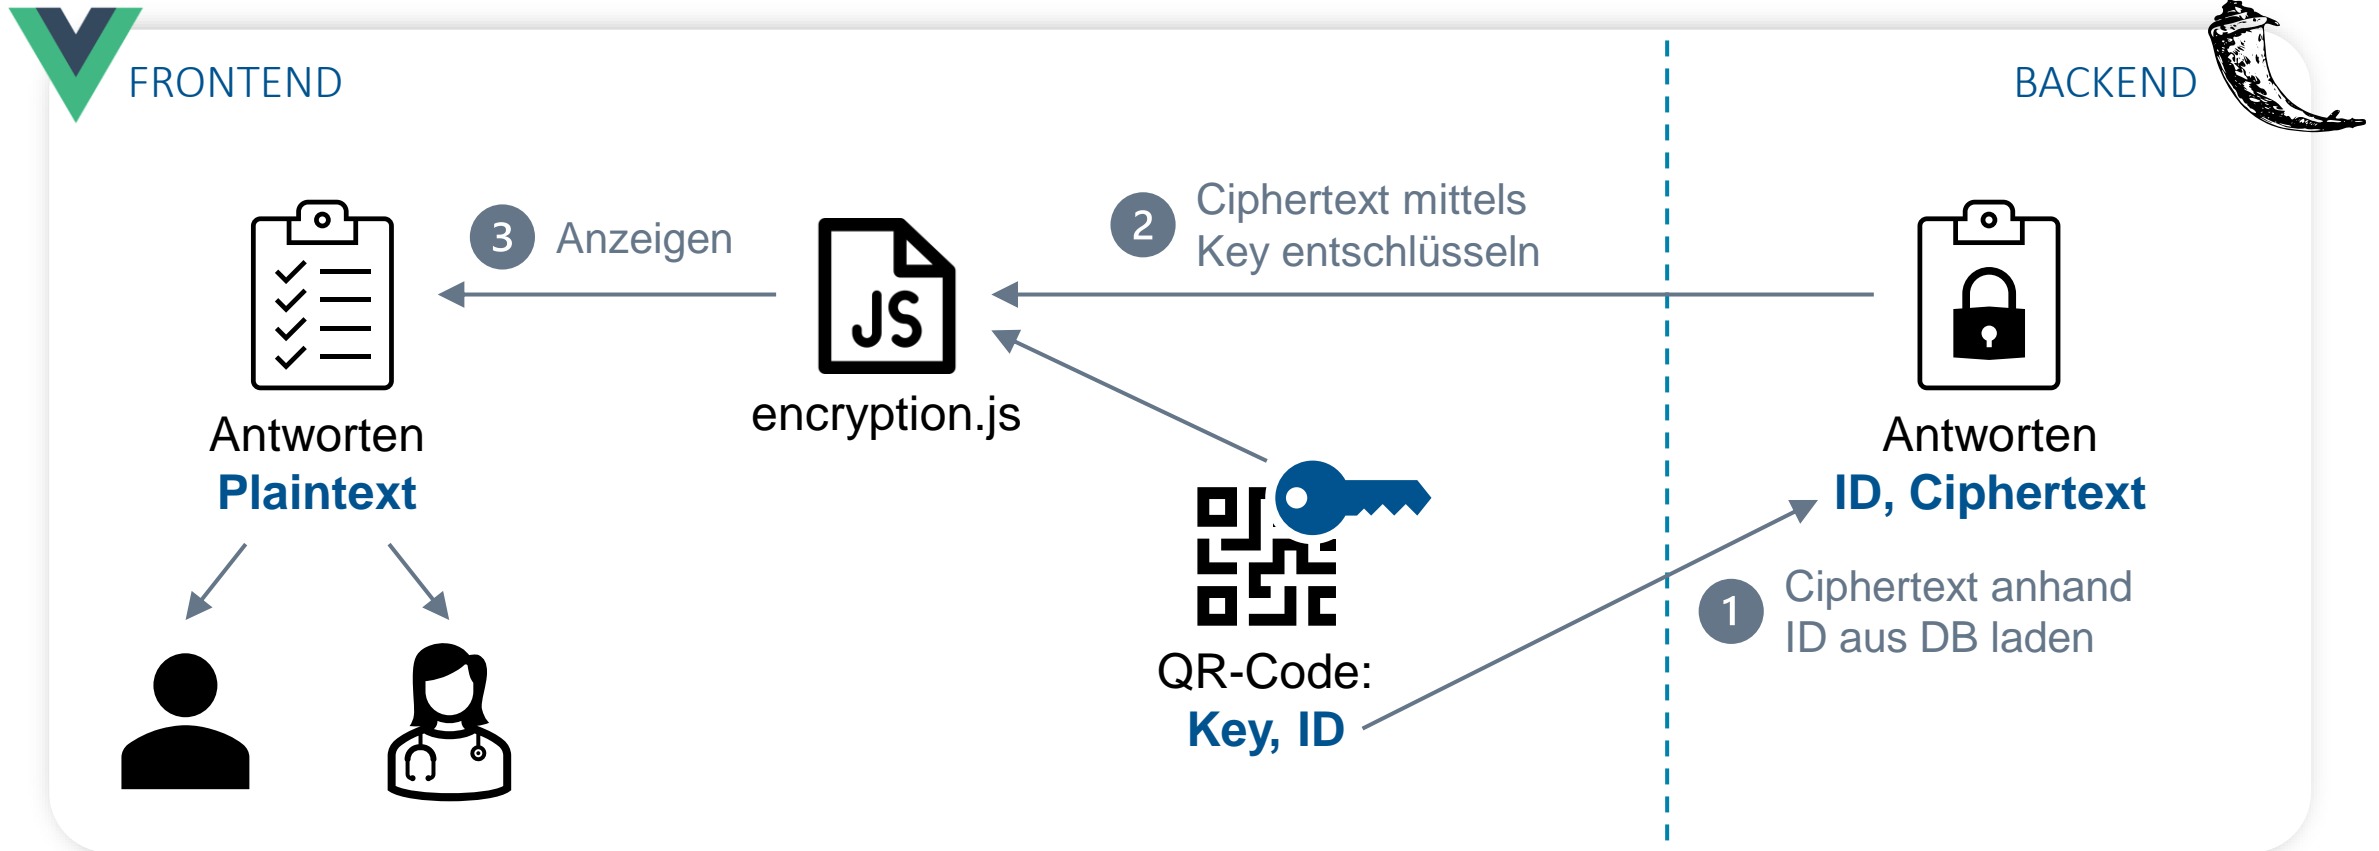 FRONTEND
BACKEND
3 Anzeigen
2 Ciphertext mittels
Key entschlüsseln
JS
encryption.js
Antworten
Plaintext
Antworten
ID, Ciphertext
1 Ciphertext anhand
ID aus DB laden
QR-Code:
Key, ID